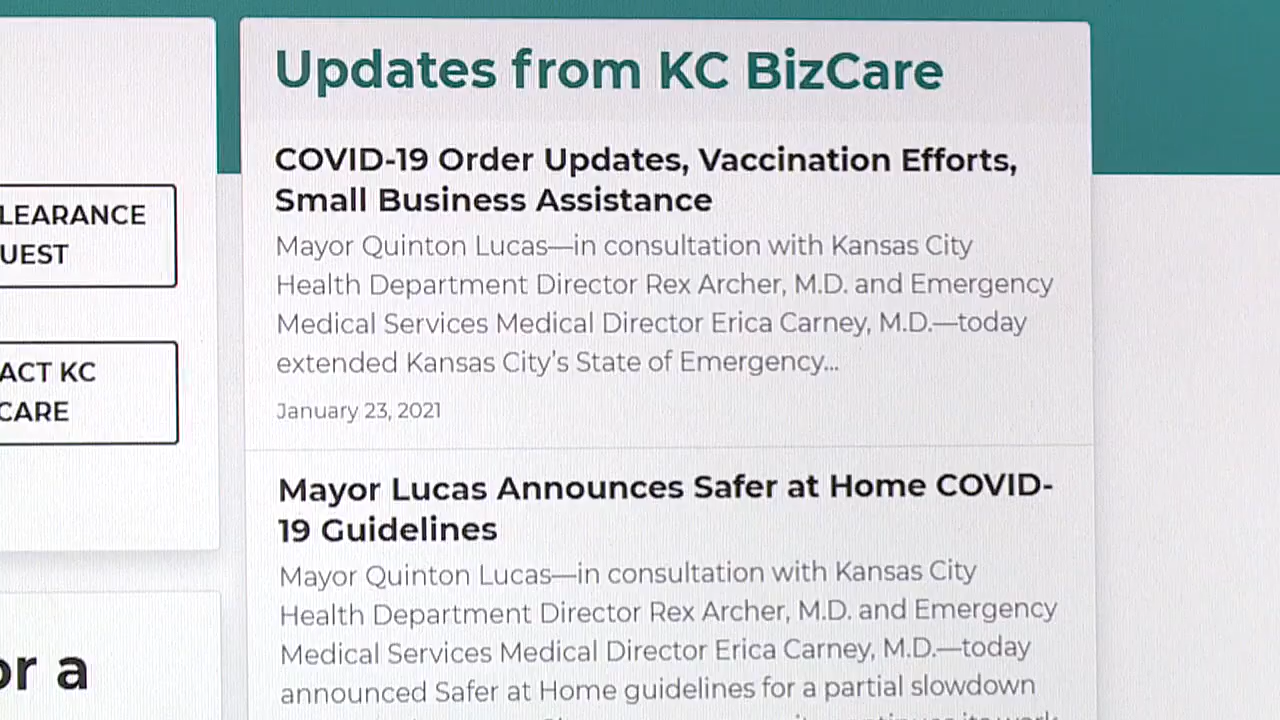 Updates from KC BizCare
COVID-19 Order Updates, Vaccination Efforts,
Small Business Assistance
Mayor Quinton Lucas—in consultation with Kansas City
Health Department Director Rex Archer, M.D. and Emergency
Medical Services Medical Director Erica Carney, M.D.—today
extended Kansas City's State of Emergency...
January 23, 2021
Mayor Lucas Announces Safer at Home COVID-
19 Guidelines
Mayor Quinton Lucas—in consultation with Kansas City
Health Department Director Rex Archer, M.D. and Emergency
Medical Services Medical Director Erica Carney, M.D.—today
announced Safer at Home guidelines for a partial slowdown
LEARANCE
UEST
ACT KC
CARE
or a